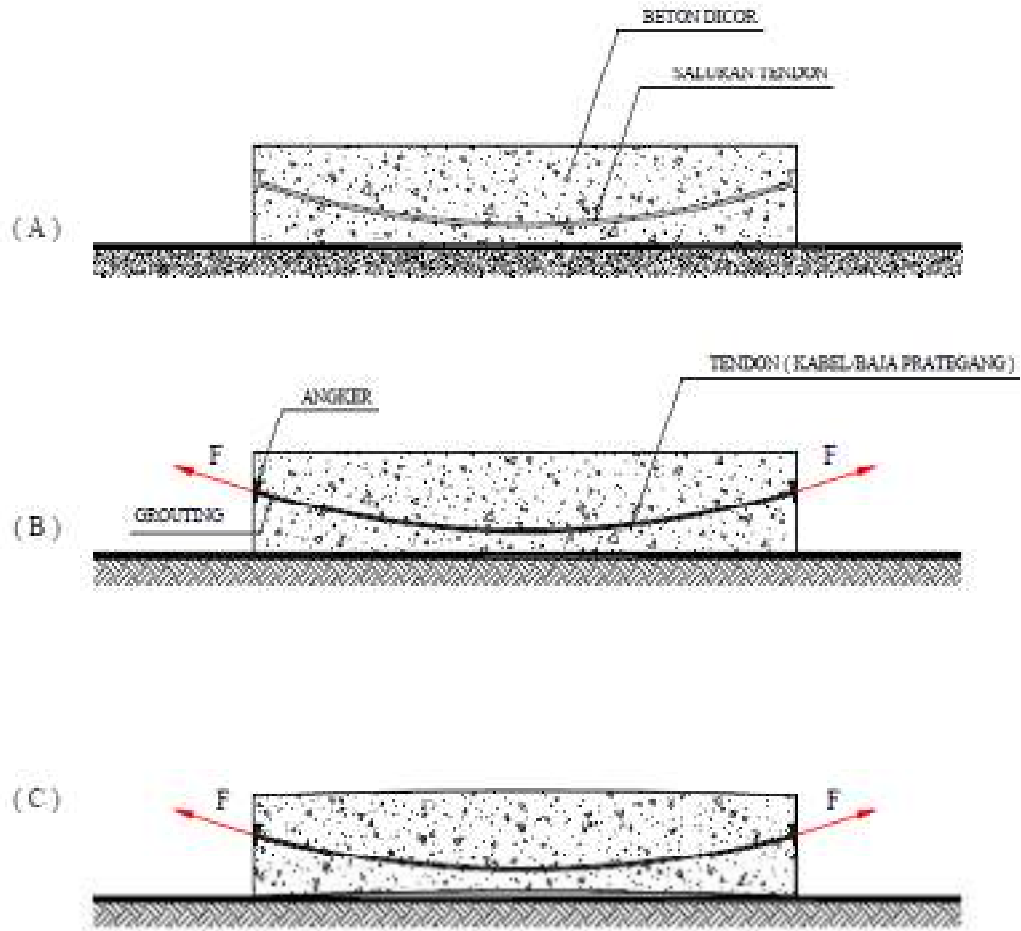 BETON DICOR
SALURAN TENDON
( A )
TENDON ( KABEL/BAJA PRATEGANG )
ANGKER
F
F
GROUTING
( B )
( C )
F
F